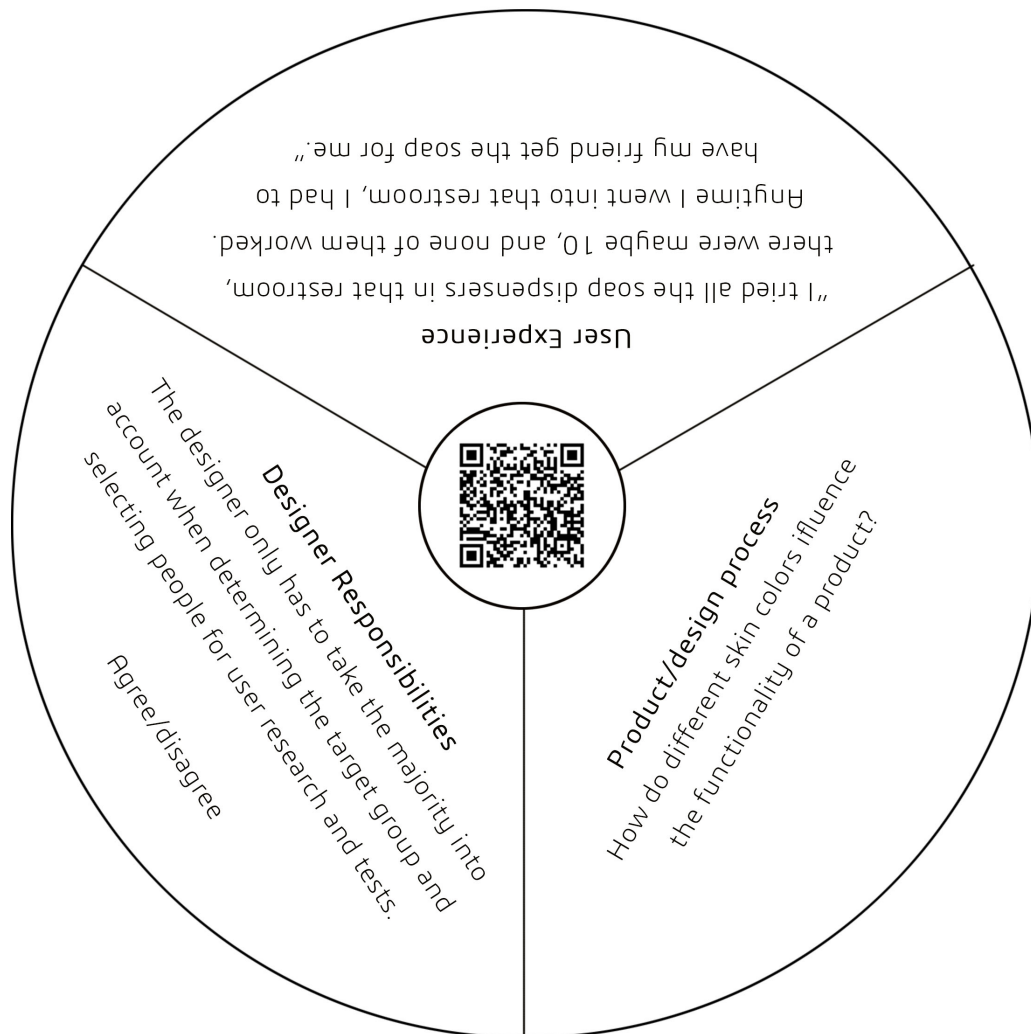 User Experience
"I tried all the soap dispensers in that restroom,
there were maybe 10, and none of them worked.
Anytime I went into that restroom, I had to
have my friend get the soap for me."
Designer Responsibilities
The designer only has to take the majority into
account when determining the target group and
selecting people for user research and tests.
Agree/disagree
Product/design process
How do different skin colors ifluence
the functionality of a product?